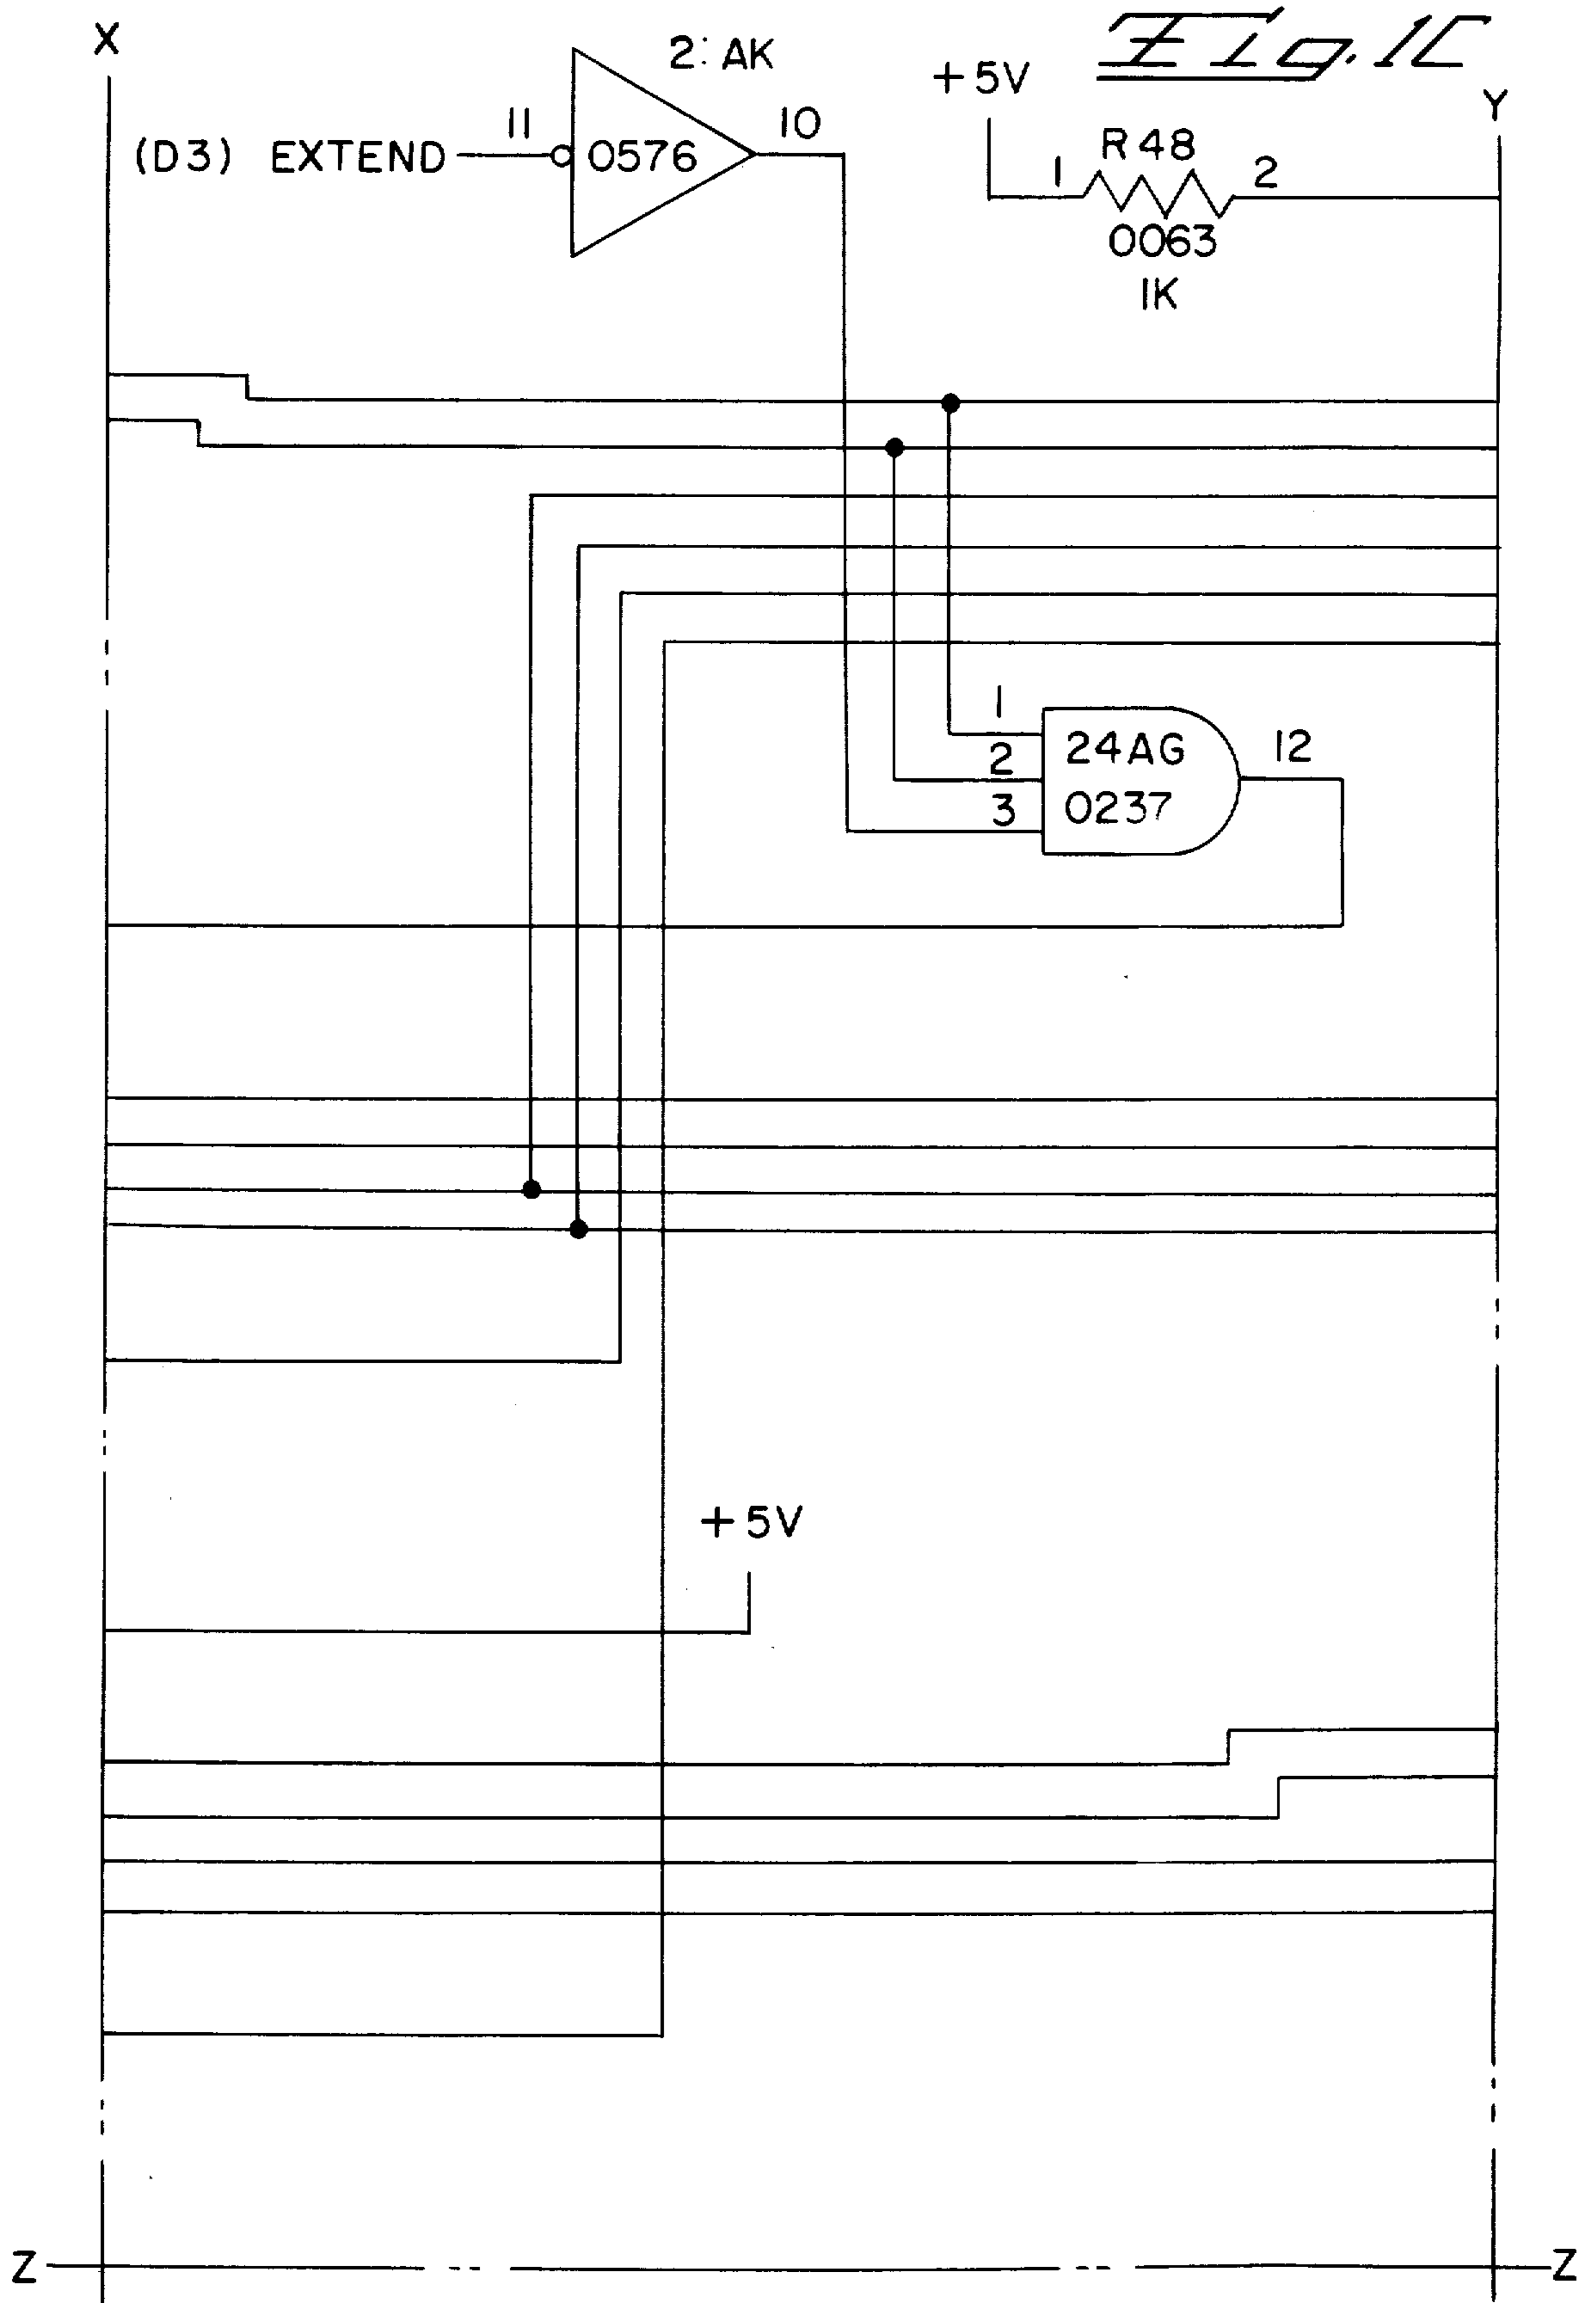 Fig. 1C
X
2: AK
+5V
Y
11
10
(D3) EXTEND
0576
R48
1
2
0063
1K
1
24AG
12
2
3
0237
+5V
Z
Z